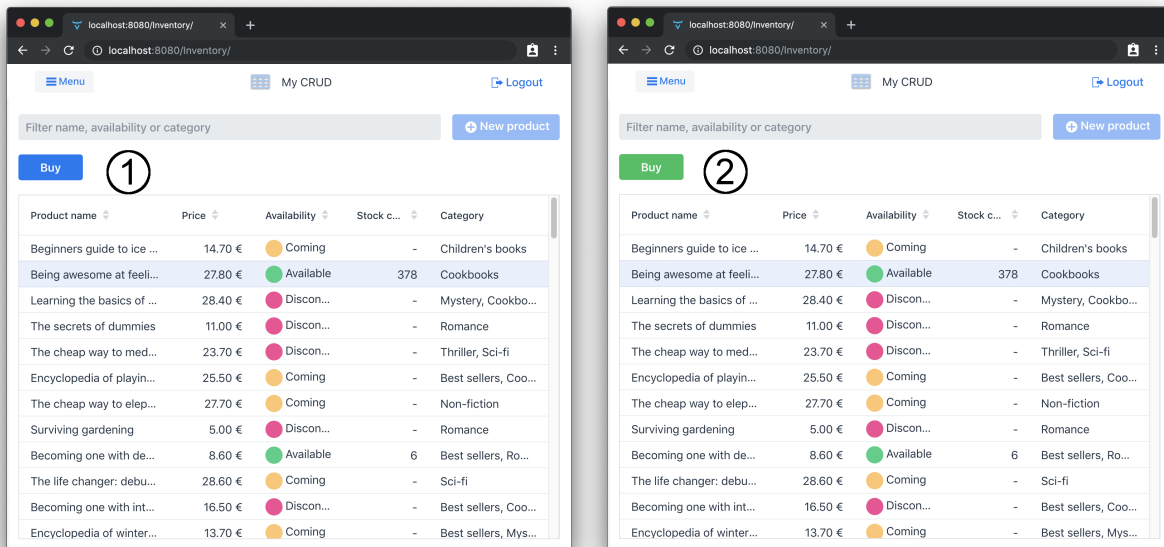 localhost:8080/Inventory/
localhost:8080/Inventory/
Menu My CRUD Logout
Filter name, availability or category New product
Buy 1
Product name Price Availability Stock c... Category
Beginners guide to ice ... 14.70 € Coming - Children's books
Being awesome at feeli... 27.80 € Available 378 Cookbooks
Learning the basics of ... 28.40 € Discon... - Mystery, Cookbo...
The secrets of dummies 11.00 € Discon... - Romance
The cheap way to med... 23.70 € Discon... - Thriller, Sci-fi
Encyclopedia of playin... 25.50 € Coming - Best sellers, Coo...
The cheap way to elep... 27.70 € Coming - Non-fiction
Surviving gardening 5.00 € Discon... - Romance
Becoming one with de... 8.60 € Available 6 Best sellers, Ro...
The life changer: debu... 28.60 € Coming - Sci-fi
Becoming one with int... 16.50 € Discon... - Best sellers, Coo...
Encyclopedia of winter... 13.70 € Coming - Best sellers, Mys...
localhost:8080/Inventory/
localhost:8080/Inventory/
Menu My CRUD Logout
Filter name, availability or category New product
Buy 2
Product name Price Availability Stock c... Category
Beginners guide to ice ... 14.70 € Coming - Children's books
Being awesome at feeli... 27.80 € Available 378 Cookbooks
Learning the basics of ... 28.40 € Discon... - Mystery, Cookbo...
The secrets of dummies 11.00 € Discon... - Romance
The cheap way to med... 23.70 € Discon... - Thriller, Sci-fi
Encyclopedia of playin... 25.50 € Coming - Best sellers, Coo...
The cheap way to elep... 27.70 € Coming - Non-fiction
Surviving gardening 5.00 € Discon... - Romance
Becoming one with de... 8.60 € Available 6 Best sellers, Ro...
The life changer: debu... 28.60 € Coming - Sci-fi
Becoming one with int... 16.50 € Discon... - Best sellers, Coo...
Encyclopedia of winter... 13.70 € Coming - Best sellers, Mys...